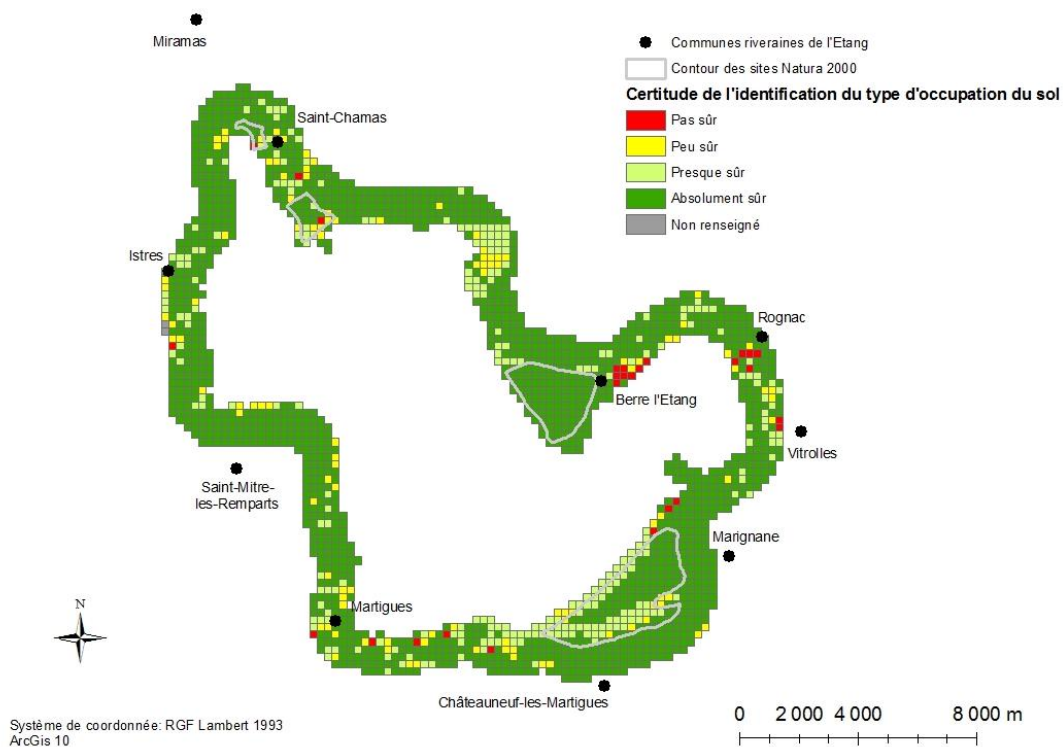 Miramas
Communes riveraines de l'Etang
Contour des sites Natura 2000
Certitude de l'identification du type d'occupation du sol
Pas sûr
Peu sûr
Presque sûr
Absolument sûr
Non renseigné
Saint-Chamas
Istres
Rognac
Berre l'Etang
Vitrolles
Saint-Mitre-
les-Remparts
Marignane
N
Martigues
Châteauneuf-les-Martigues
Système de coordonnée: RGF Lambert 1993
ArcGis 10
0 2 000 4 000 8 000 m